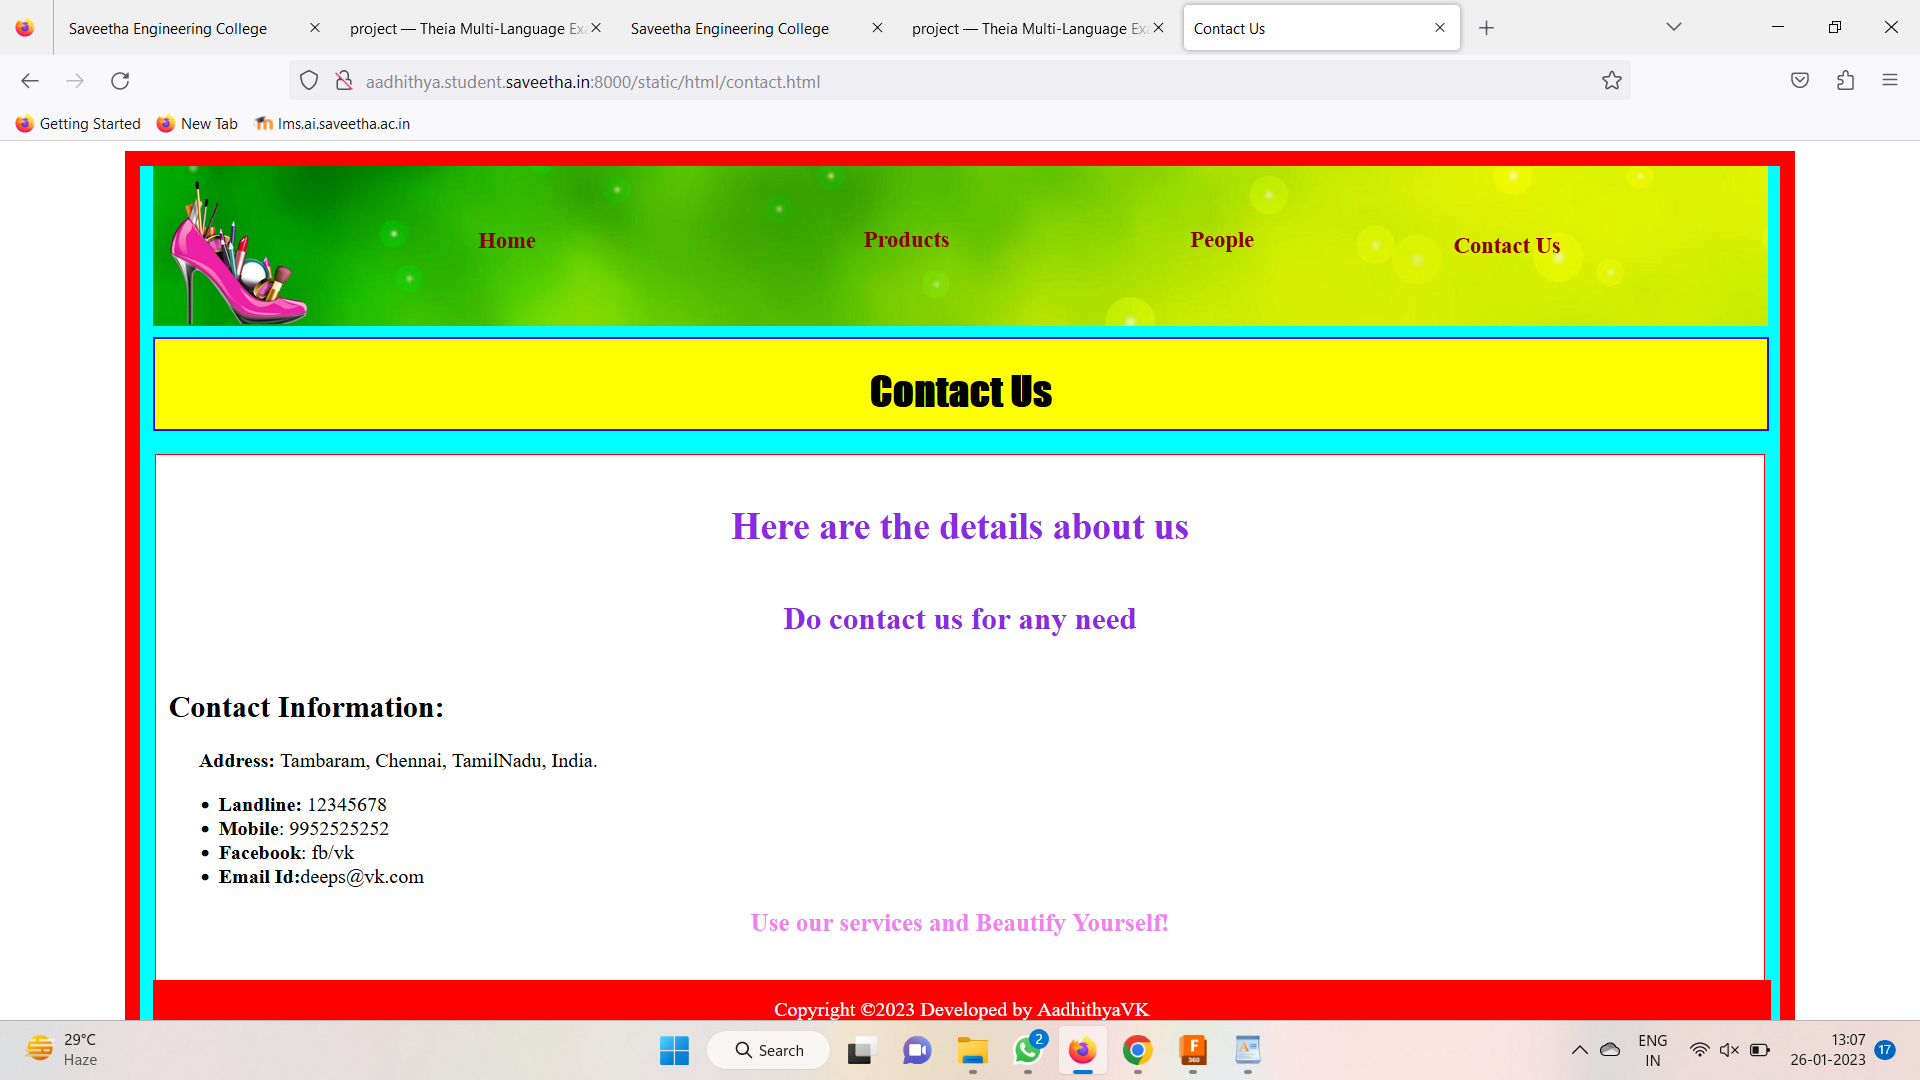 Saveetha Engineering College
project — Theia Multi-Language Exa
Saveetha Engineering College
project — Theia Multi-Language Exa
Contact Us
aadhithya.student.saveetha.in:8000/static/html/contact.html
Getting Started
New Tab
lms.ai.saveetha.ac.in
Home
Products
People
Contact Us
Contact Us
Here are the details about us
Do contact us for any need
Contact Information:
Address: Tambaram, Chennai, TamilNadu, India.
Landline: 12345678
Mobile: 9952525252
Facebook: fb/vk
Email Id:deeps@vk.com
Use our services and Beautify Yourself!
Copyright ©2023 Developed by AadhithyaVK
29°C
Haze
Search
2
F
360
ENG
IN
13:07
26-01-2023
17